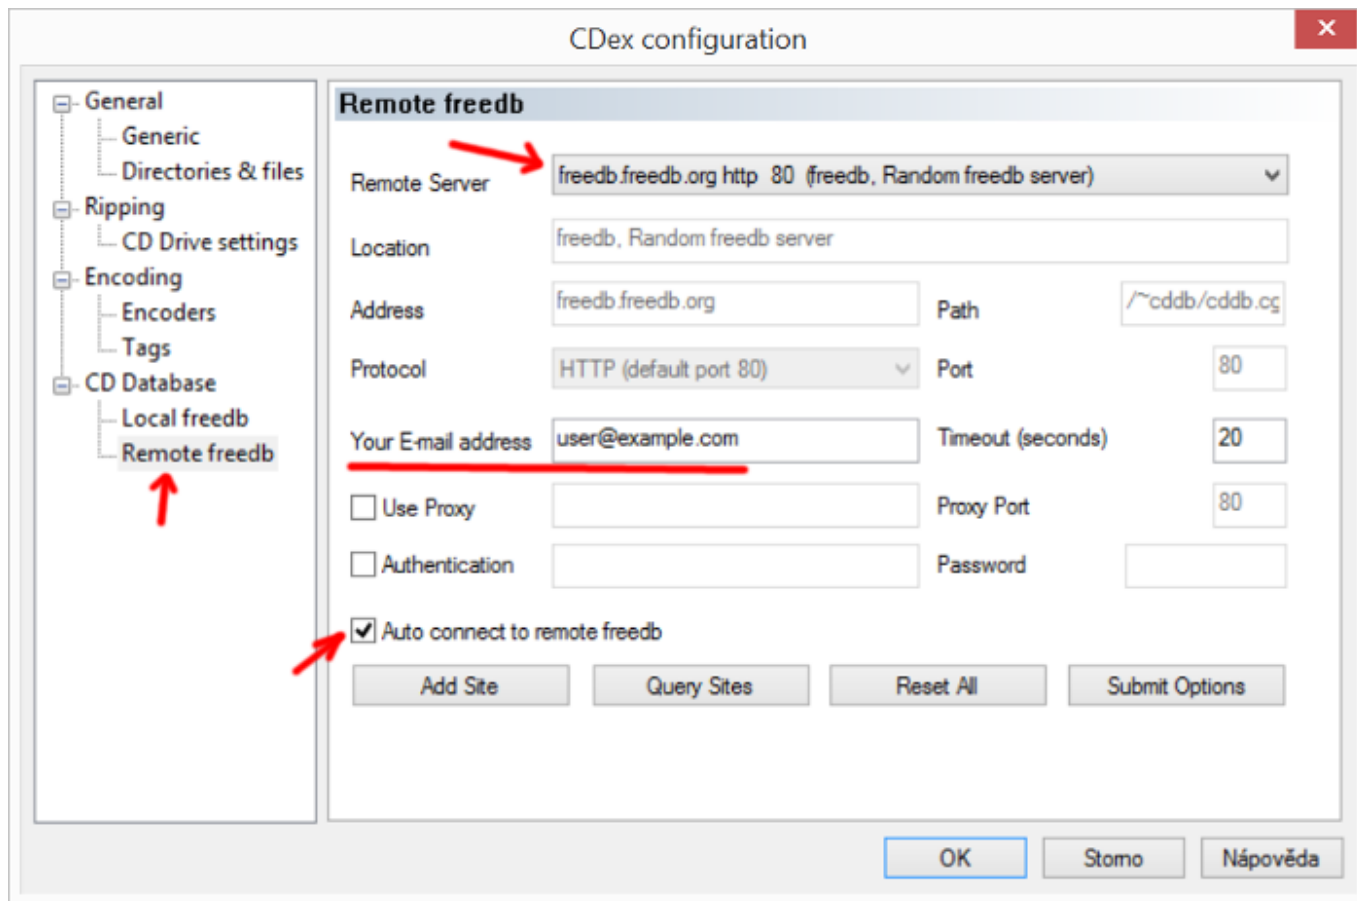 CDex configuration
General
Generic
Directories & files
Ripping
CD Drive settings
Encoding
Encoders
Tags
CD Database
Local freedb
Remote freedb
Remote freedb
Remote Server freedb.freedb.org http 80 (freedb, Random freedb server)
Location freedb, Random freedb server
Address freedb.freedb.org Path /~cddb/cddb.cg
Protocol HTTP (default port 80) Port 80
Your E-mail address user@example.com Timeout (seconds) 20
Use Proxy Proxy Port 80
Authentication Password
Auto connect to remote freedb
Add Site Query Sites Reset All Submit Options
OK Storno Nápověda